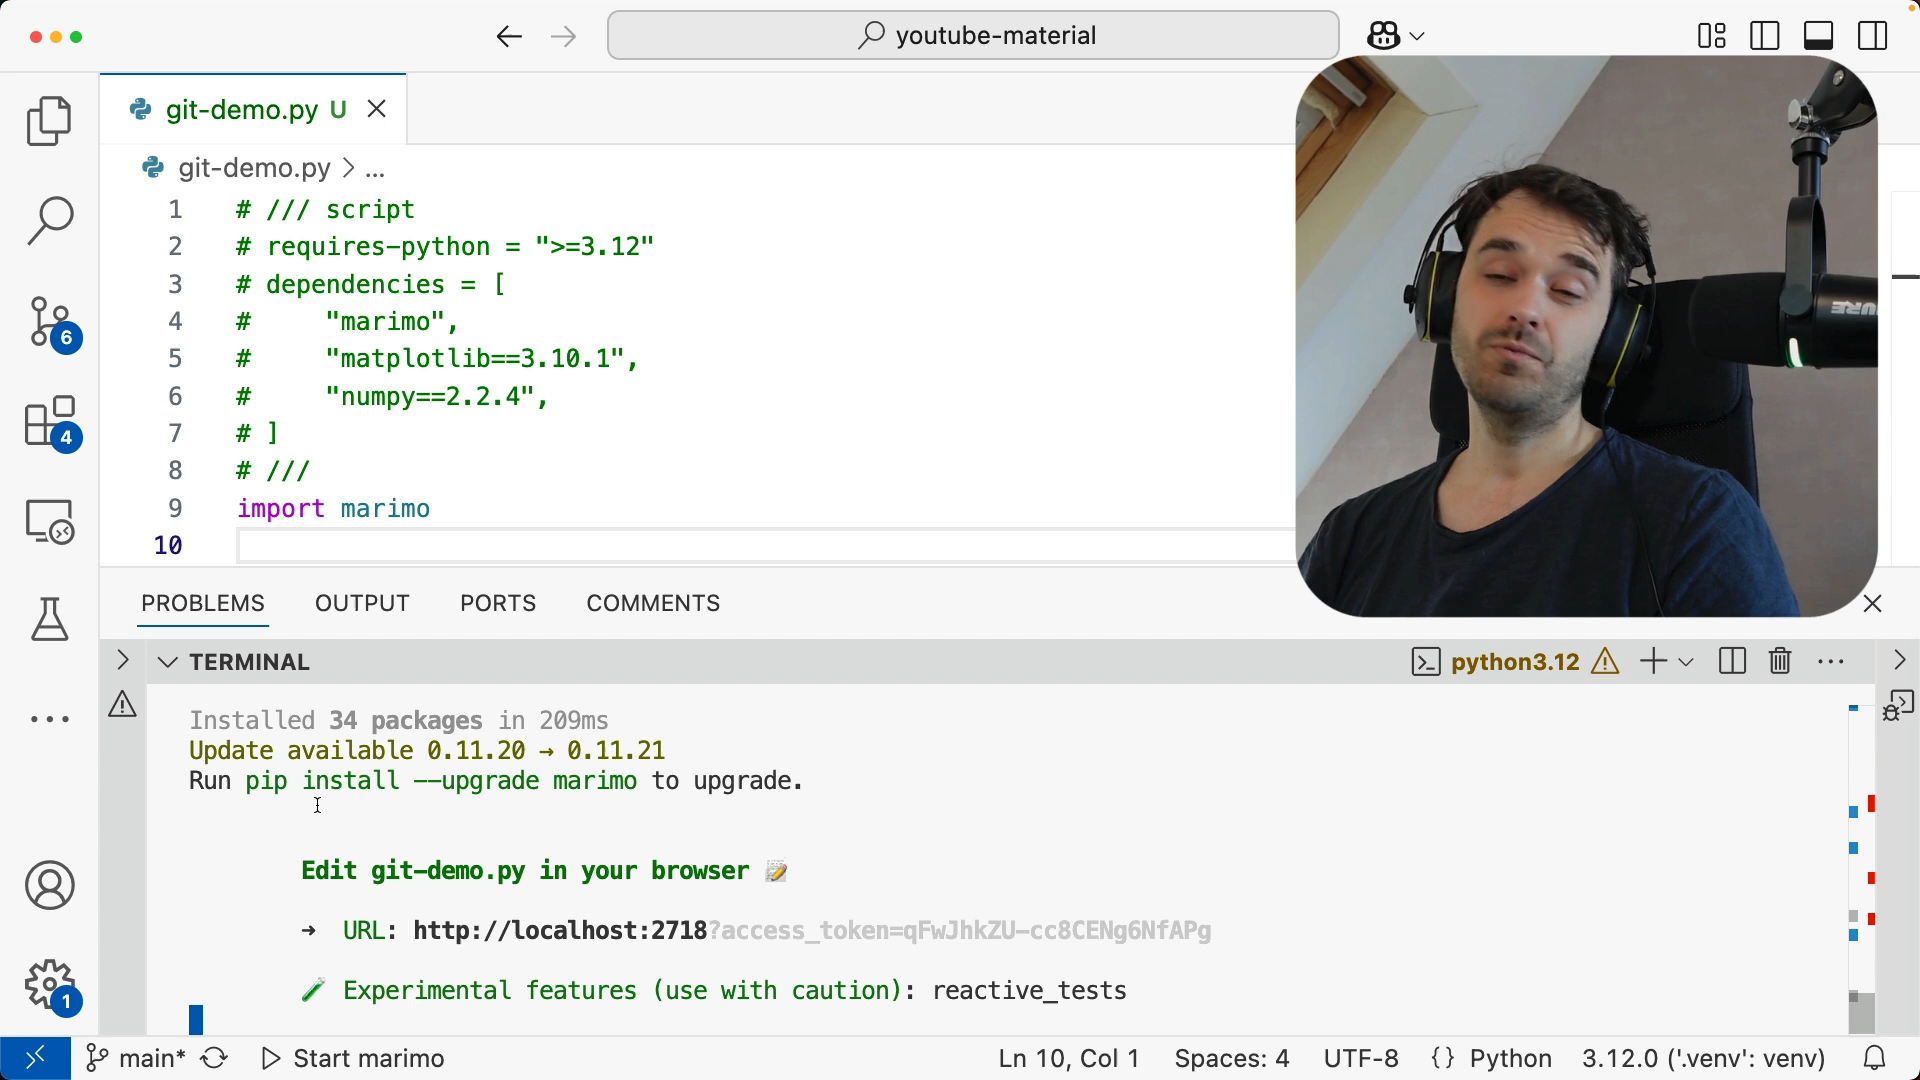 youtube-material
git-demo.py U
git-demo.py > ...
1 # /// script
2 # requires-python = ">=3.12"
3 # dependencies = [
4 #     "marimo",
5 #     "matplotlib==3.10.1",
6 #     "numpy==2.2.4",
7 # ]
8 # ///
9 import marimo
10
6
4
1
PROBLEMS OUTPUT PORTS COMMENTS
TERMINAL
python3.12
Installed 34 packages in 209ms
Update available 0.11.20 → 0.11.21
Run pip install --upgrade marimo to upgrade.
Edit git-demo.py in your browser 📝
➜ URL: http://localhost:2718?access_token=qFwJhkZU-cc8CENg6NfAPg
🧪 Experimental features (use with caution): reactive_tests
main* Start marimo Ln 10, Col 1 Spaces: 4 UTF-8 {} Python 3.12.0 ('.venv': venv)